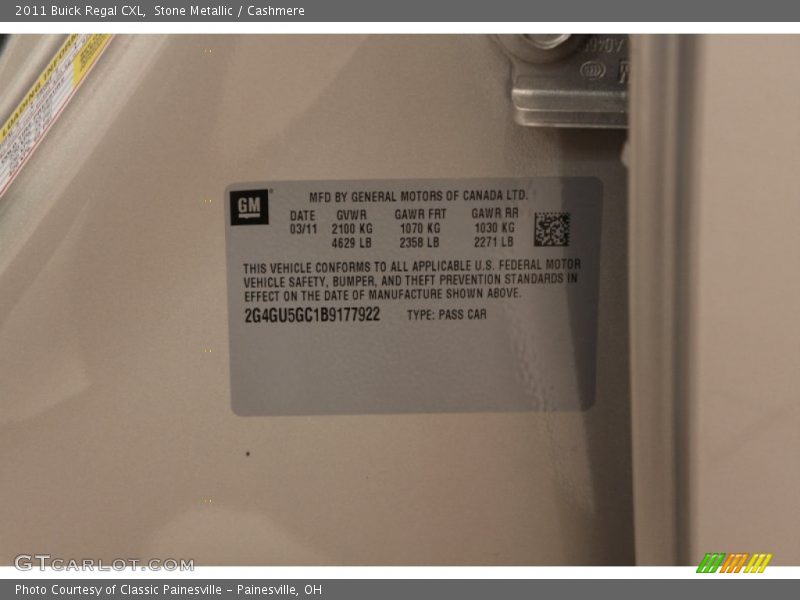 2011 Buick Regal CXL, Stone Metallic / Cashmere
LOADING INFORM
GM
MFD BY GENERAL MOTORS OF CANADA LTD.
DATE GVWR GAWR FRT GAWR RR
03/11 2100 KG 1070 KG 1030 KG
4629 LB 2358 LB 2271 LB
THIS VEHICLE CONFORMS TO ALL APPLICABLE U.S. FEDERAL MOTOR
VEHICLE SAFETY, BUMPER, AND THEFT PREVENTION STANDARDS IN
EFFECT ON THE DATE OF MANUFACTURE SHOWN ABOVE.
2G4GU5GC1B9177922 TYPE: PASS CAR
GTCARLOT.COM
Photo Courtesy of Classic Painesville - Painesville, OH